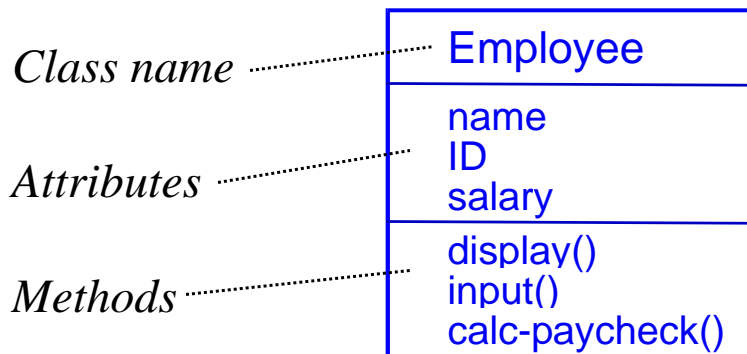 Class name
Employee
Attributes
name
ID
salary
Methods
display()
input()
calc-paycheck()